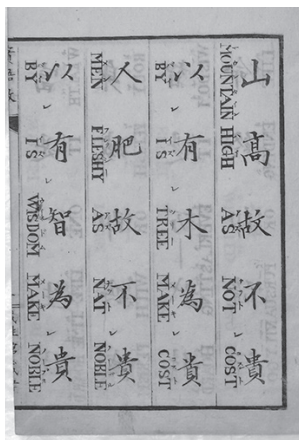 山高故不貴
MOUNTAIN HIGH AS NOT COST
以有木為貴
BY IS TREE MAKE COST
人肥故不貴
MEN FLESHY AS NAT NOBLE
以有智為貴
BY IS WISDOM MAKE NOBLE